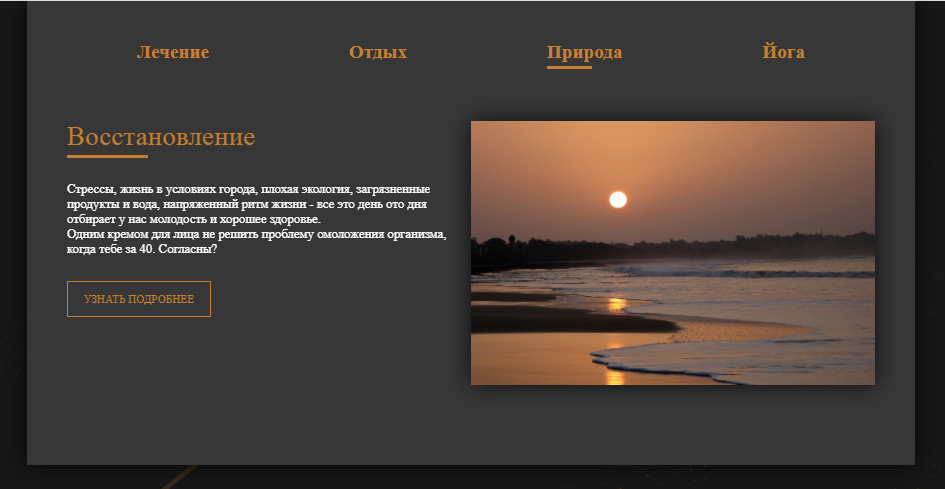 Лечение Отдых Природа Йога
Восстановление
Стрессы, жизнь в условиях города, плохая экология, загрязненные
продукты и вода, напряженный ритм жизни - все это день ото дня
отбирает у нас молодость и хорошее здоровье.
Одним кремом для лица не решить проблему омоложения организма,
когда тебе за 40. Согласны?
УЗНАТЬ ПОДРОБНЕЕ